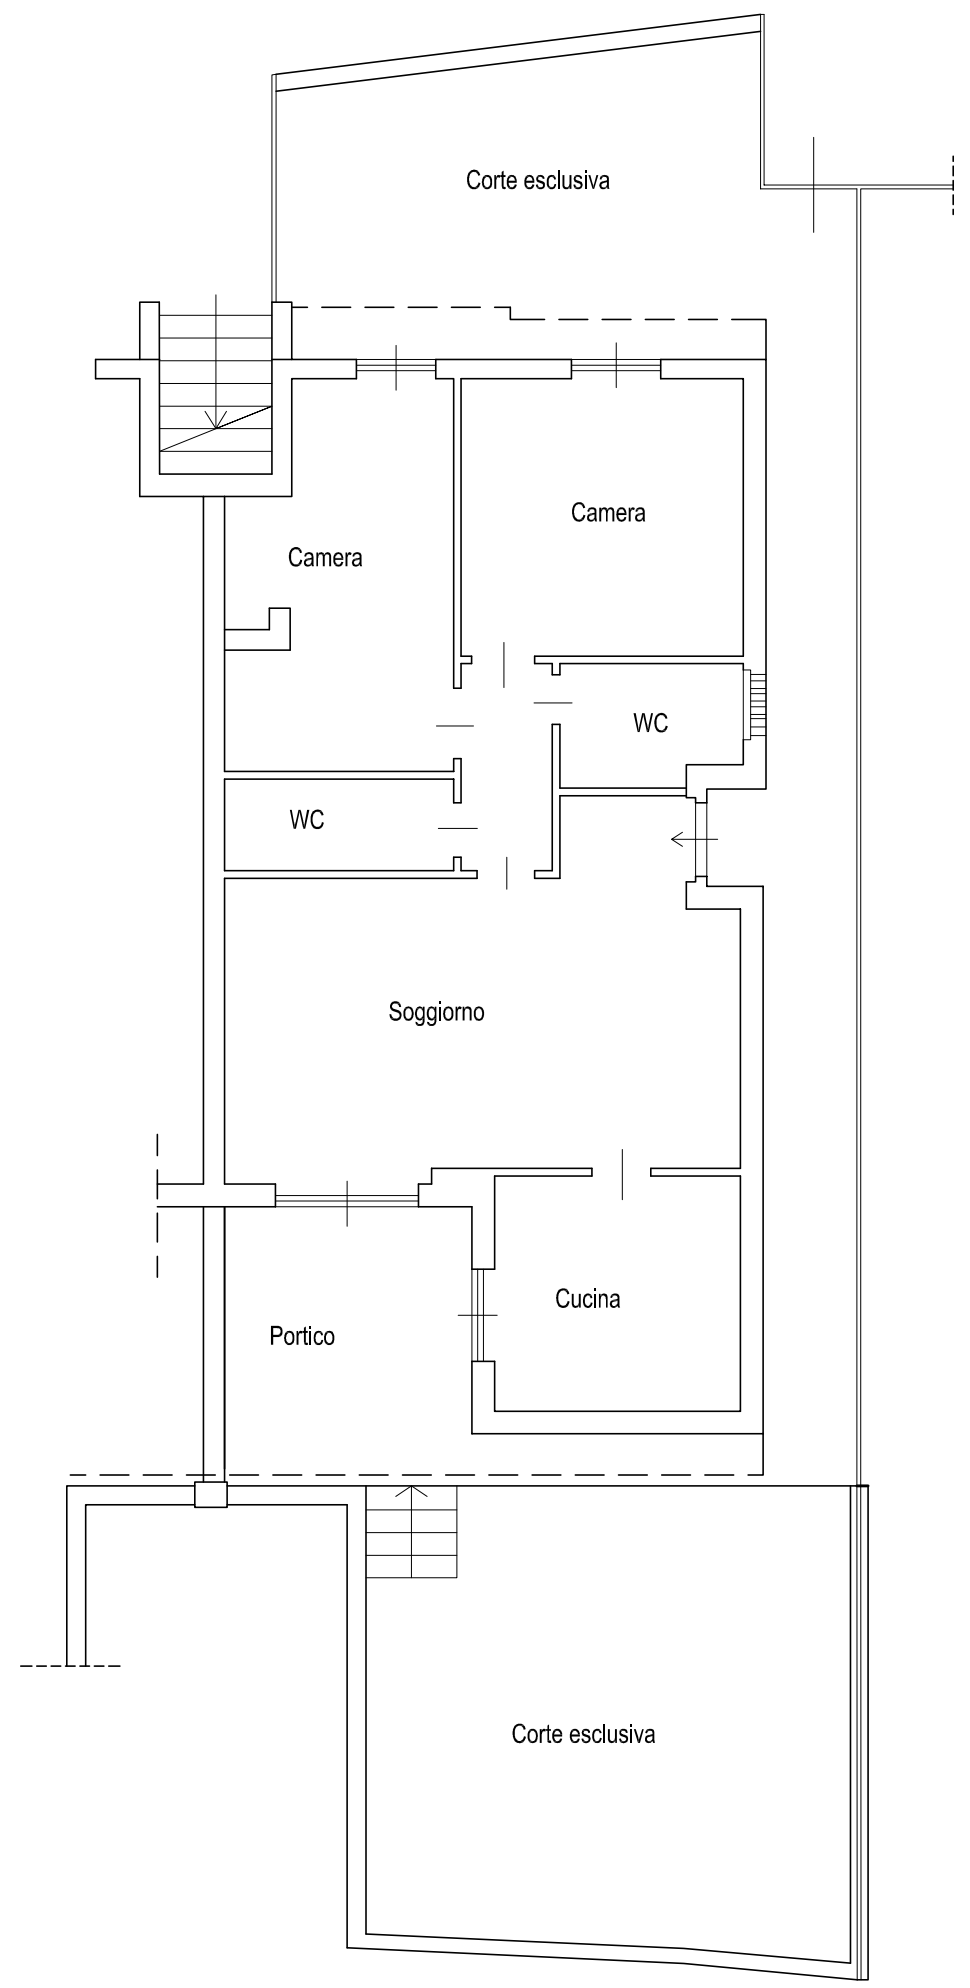 Corte esclusiva
Camera
Camera
WC
WC
Soggiorno
Cucina
Portico
Corte esclusiva